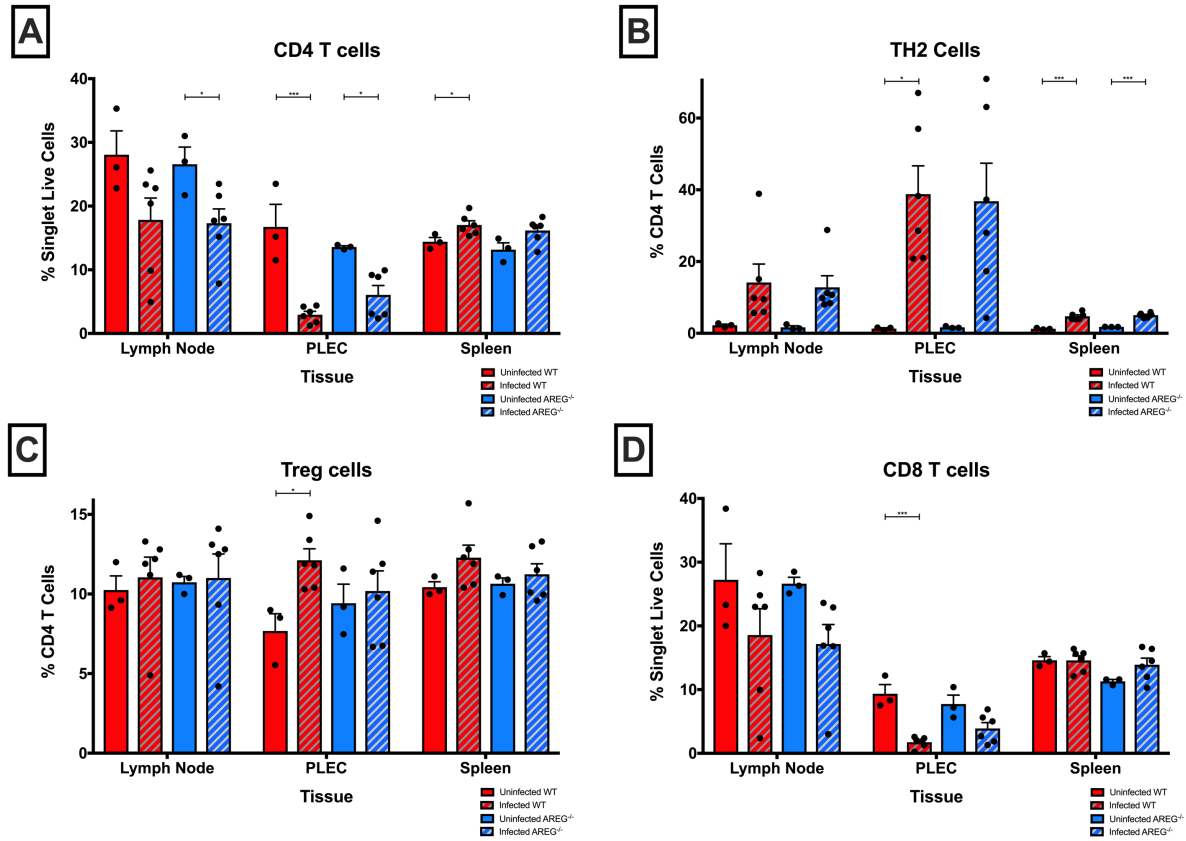 A
CD4 T cells
% Singlet Live Cells
40
30
20
10
0
*
***
*
*
Lymph Node PLEC Spleen
Tissue
Uninfected WT
Infected WT
Uninfected AREG-/-
Infected AREG-/-
B
TH2 Cells
% CD4 T Cells
60
40
20
0
*
***
***
Lymph Node PLEC Spleen
Tissue
Uninfected WT
Infected WT
Uninfected AREG-/-
Infected AREG-/-
C
Treg cells
% CD4 T Cells
15
10
5
0
*
Lymph Node PLEC Spleen
Tissue
Uninfected WT
Infected WT
Uninfected AREG-/-
Infected AREG-/-
D
CD8 T cells
% Singlet Live Cells
40
30
20
10
0
***
Lymph Node PLEC Spleen
Tissue
Uninfected WT
Infected WT
Uninfected AREG-/-
Infected AREG-/-